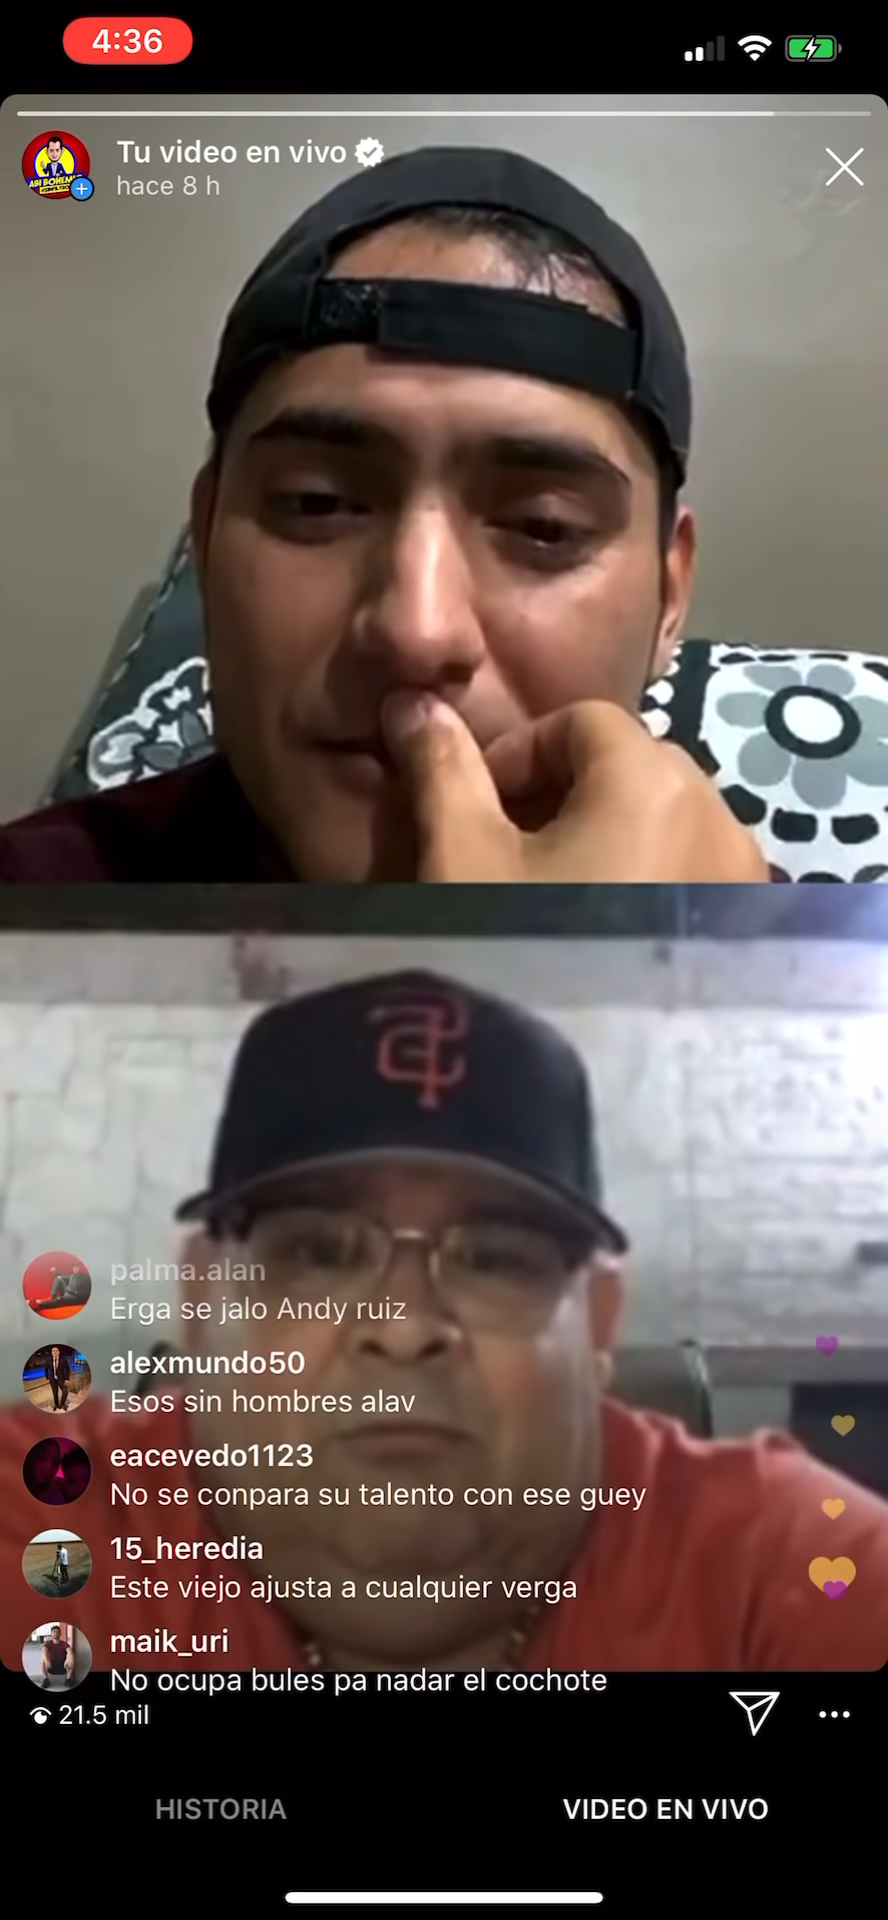 4:36
Tu video en vivo
hace 8 h
ABI BOHEMIO
palma.alan
Erga se jalo Andy ruiz
alexmundo50
Esos sin hombres alav
eacevedo1123
No se conpara su talento con ese guey
15_heredia
Este viejo ajusta a cualquier verga
maik_uri
No ocupa bules pa nadar el cochote
21.5 mil
HISTORIA
VIDEO EN VIVO